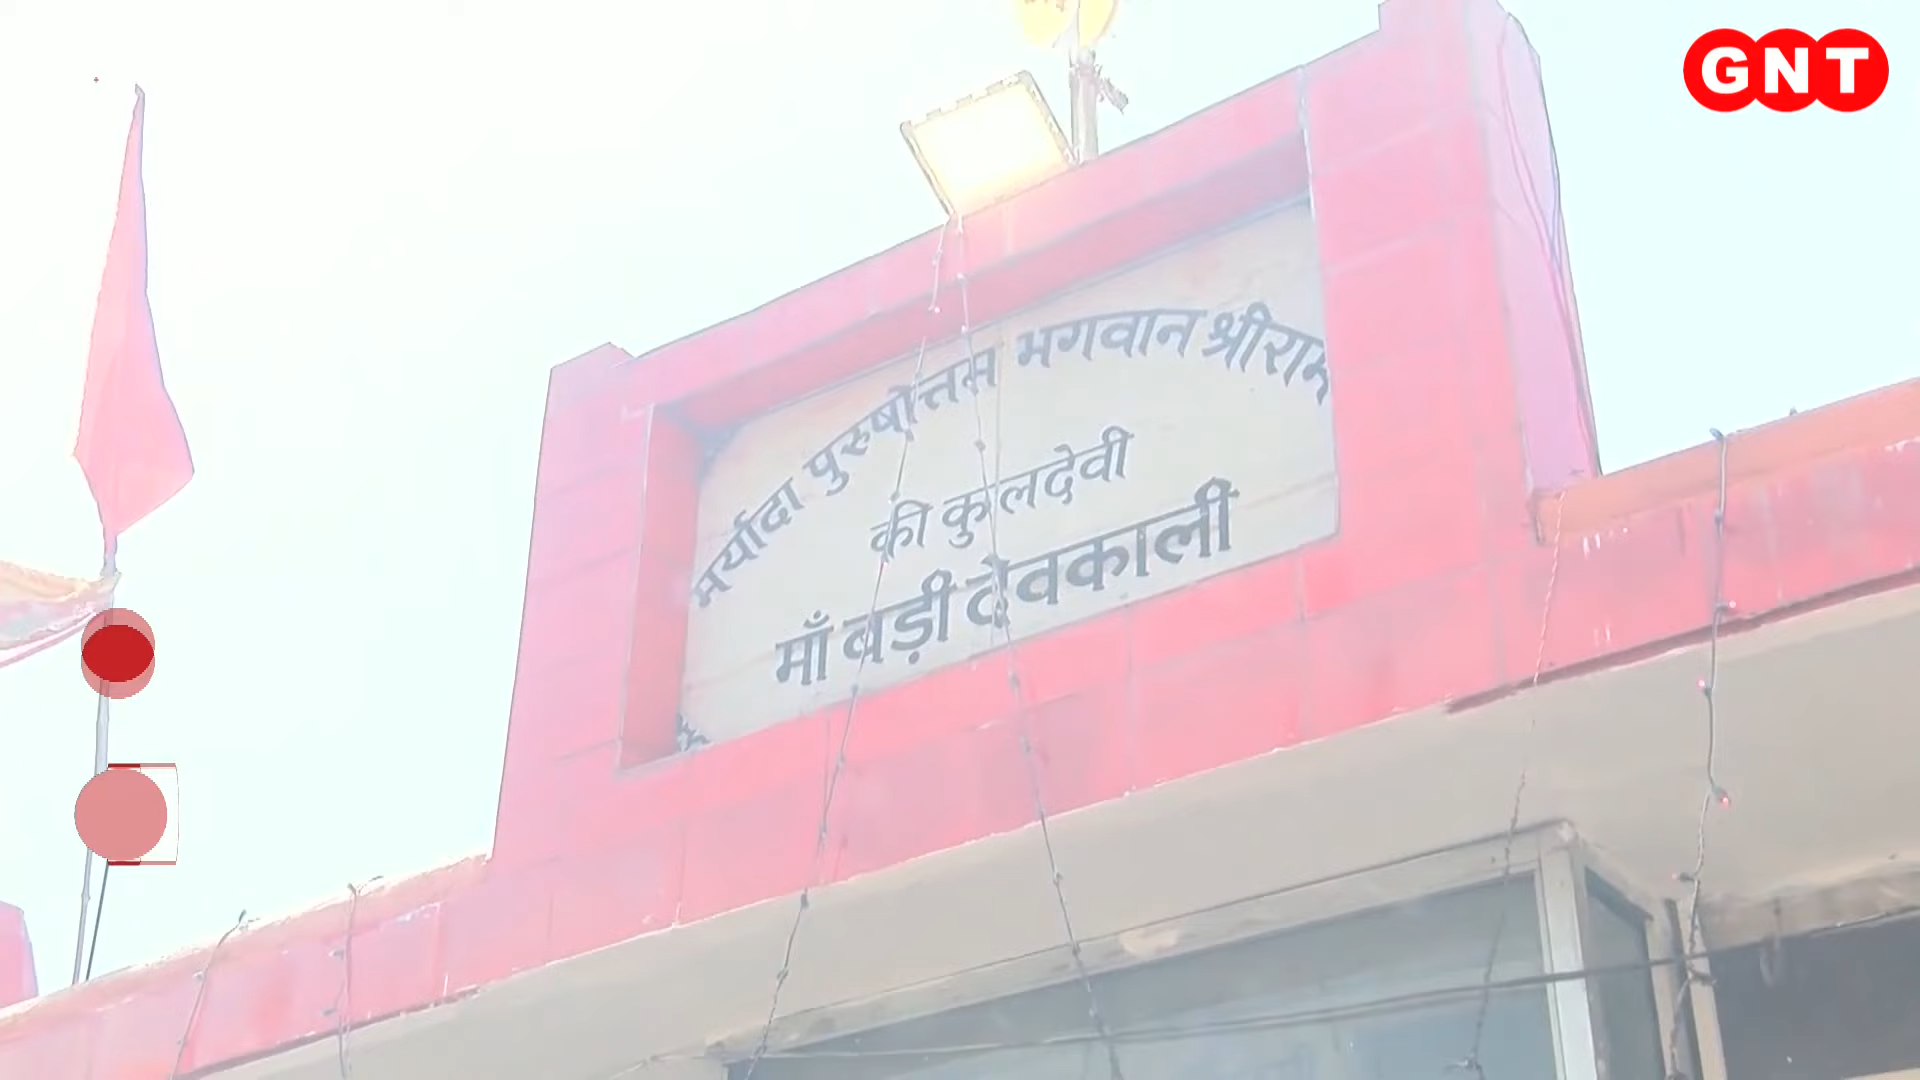 GNT
मर्यादा पुरुषोत्तम भगवान श्रीराम
की कुलदेवी
माँ बड़ी देवकाली